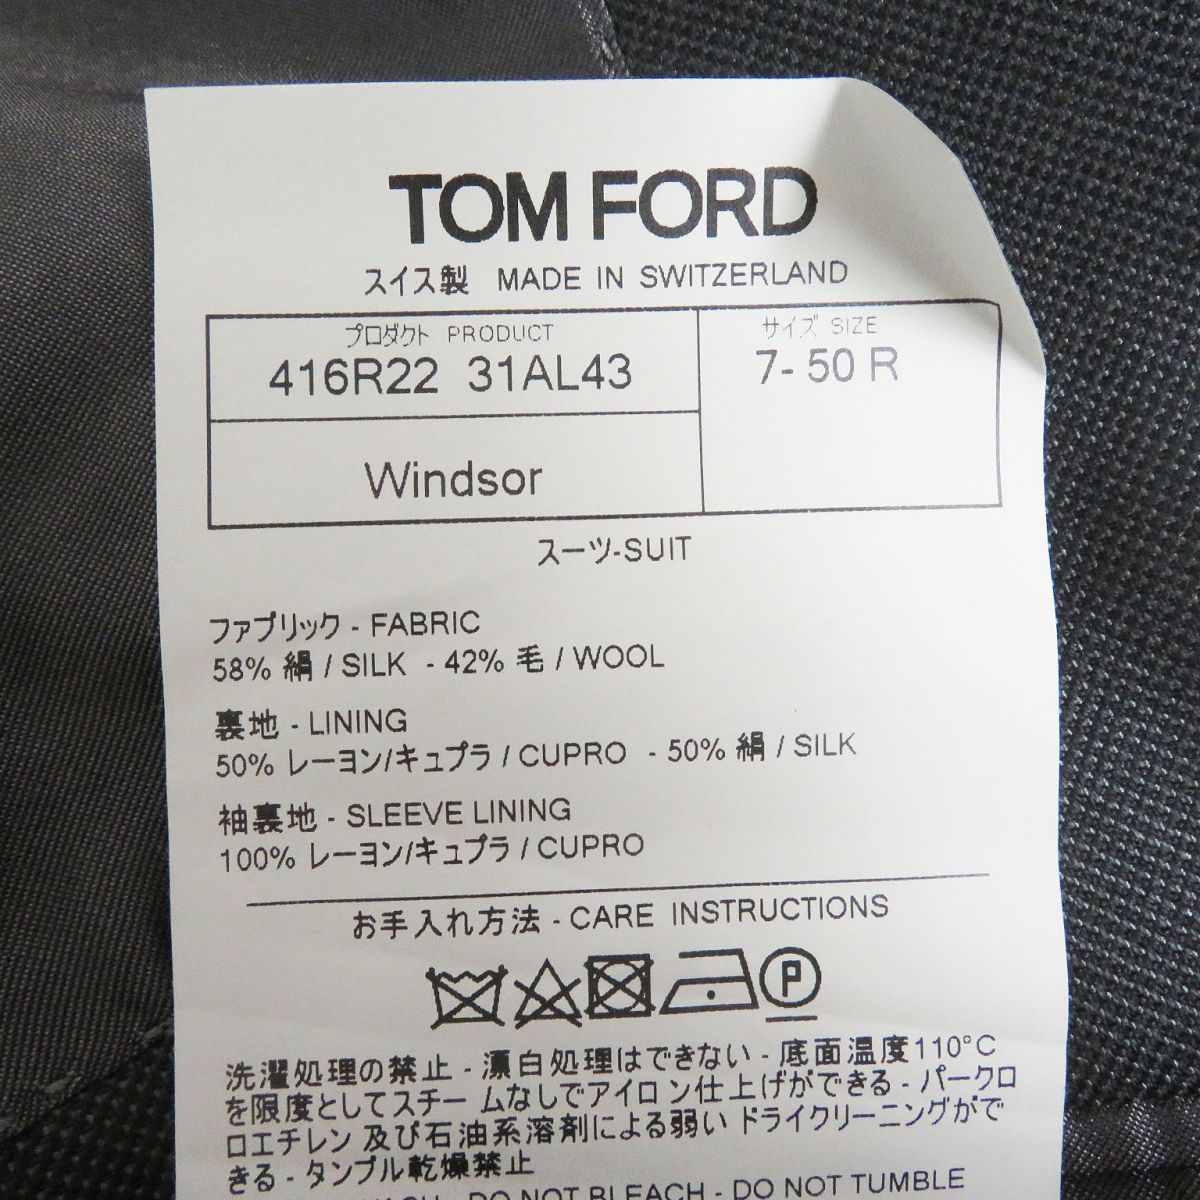 TOM FORD
スイス製 MADE IN SWITZERLAND
プロダクト PRODUCT
416R22 31AL43
サイズ SIZE
7-50 R
Windsor
スーツ-SUIT
ファブリック - FABRIC
58% 絹 / SILK - 42% 毛 / WOOL
裏地 - LINING
50% レーヨン/キュプラ / CUPRO - 50% 絹 / SILK
袖裏地 - SLEEVE LINING
100% レーヨン/キュプラ / CUPRO
お手入れ方法 - CARE INSTRUCTIONS
P
洗濯処理の禁止 - 漂白処理はできない - 底面温度110°C
を限度としてスチームなしでアイロン仕上げができる - パークロ
ロエチレン及び石油系溶剤による弱いドライクリーニングがで
きる - タンブル乾燥禁止
- DO NOT BLEACH - DO NOT TUMBLE